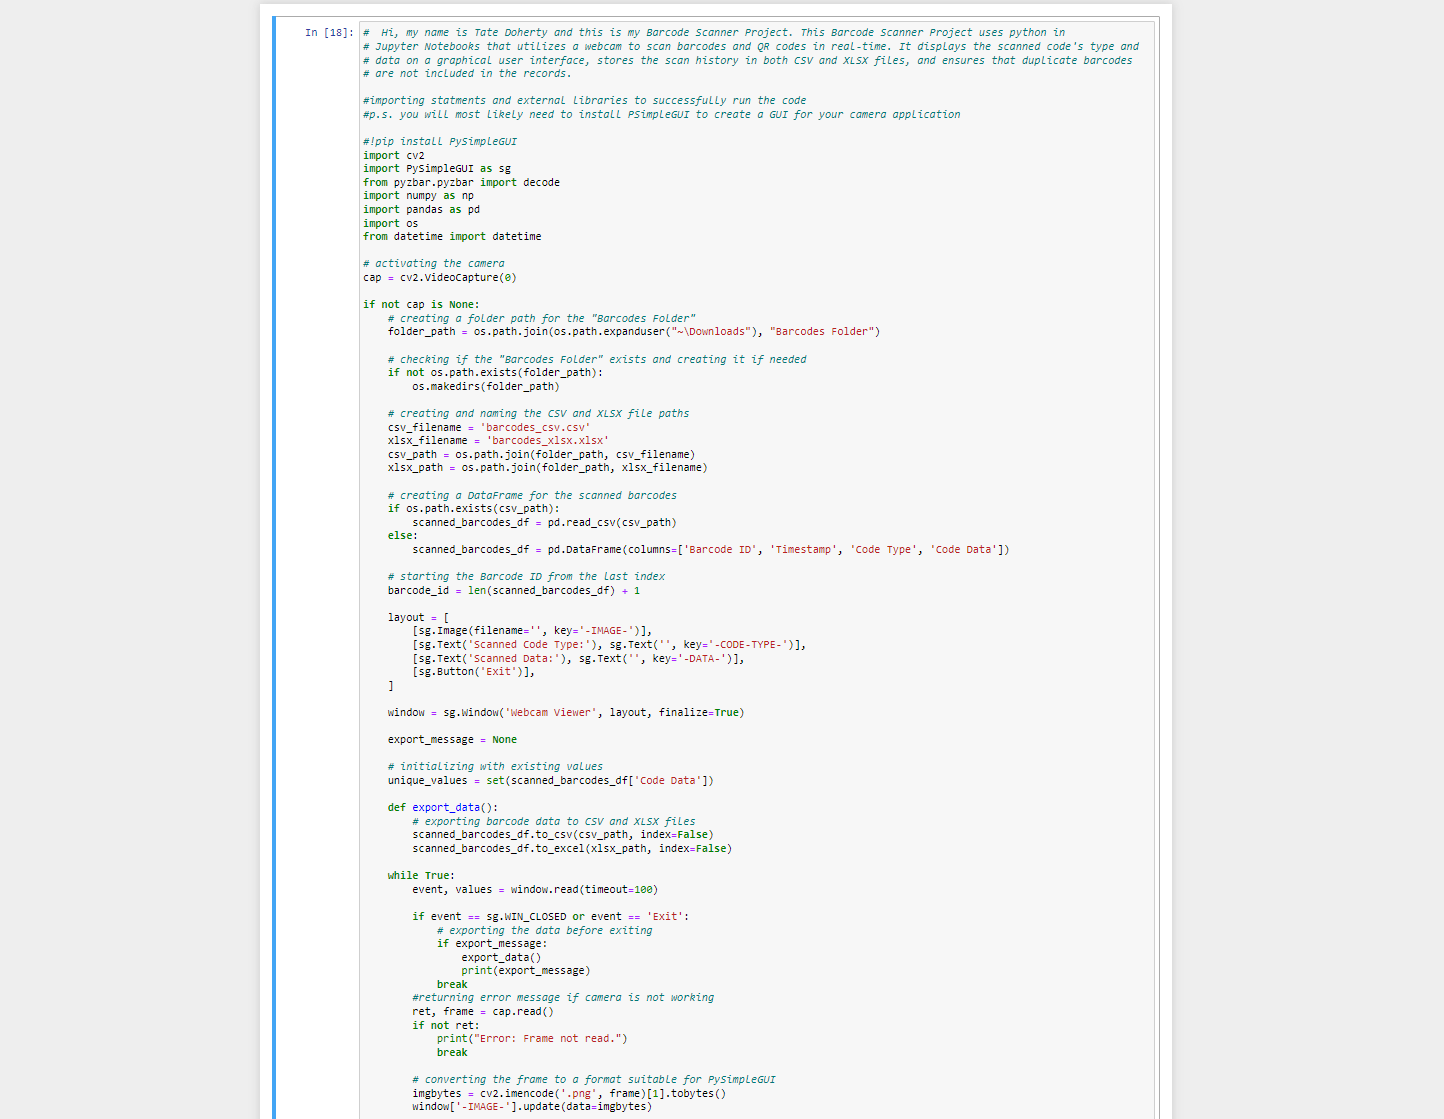 In [18]: #  Hi, my name is Tate Doherty and this is my Barcode Scanner Project. This Barcode Scanner Project uses python in
# Jupyter Notebooks that utilizes a webcam to scan barcodes and QR codes in real-time. It displays the scanned code's type and
# data on a graphical user interface, stores the scan history in both CSV and XLSX files, and ensures that duplicate barcodes
# are not included in the records.

#importing statments and external libraries to successfully run the code
#p.s. you will most likely need to install PSimpleGUI to create a GUI for your camera application

#!pip install PySimpleGUI
import cv2
import PySimpleGUI as sg
from pyzbar.pyzbar import decode
import numpy as np
import pandas as pd
import os
from datetime import datetime

# activating the camera
cap = cv2.VideoCapture(0)

if not cap is None:
    # creating a folder path for the "Barcodes Folder"
    folder_path = os.path.join(os.path.expanduser("~\Downloads"), "Barcodes Folder")

    # checking if the "Barcodes Folder" exists and creating it if needed
    if not os.path.exists(folder_path):
        os.makedirs(folder_path)

    # creating and naming the CSV and XLSX file paths
    csv_filename = 'barcodes_csv.csv'
    xlsx_filename = 'barcodes_xlsx.xlsx'
    csv_path = os.path.join(folder_path, csv_filename)
    xlsx_path = os.path.join(folder_path, xlsx_filename)

    # creating a DataFrame for the scanned barcodes
    if os.path.exists(csv_path):
        scanned_barcodes_df = pd.read_csv(csv_path)
    else:
        scanned_barcodes_df = pd.DataFrame(columns=['Barcode ID', 'Timestamp', 'Code Type', 'Code Data'])

    # starting the Barcode ID from the last index
    barcode_id = len(scanned_barcodes_df) + 1

    layout = [
        [sg.Image(filename='', key='-IMAGE-')],
        [sg.Text('Scanned Code Type:'), sg.Text('', key='-CODE-TYPE-')],
        [sg.Text('Scanned Data:'), sg.Text('', key='-DATA-')],
        [sg.Button('Exit')],
    ]

    window = sg.Window('Webcam Viewer', layout, finalize=True)

    export_message = None

    # initializing with existing values
    unique_values = set(scanned_barcodes_df['Code Data'])

    def export_data():
        # exporting barcode data to CSV and XLSX files
        scanned_barcodes_df.to_csv(csv_path, index=False)
        scanned_barcodes_df.to_excel(xlsx_path, index=False)

    while True:
        event, values = window.read(timeout=100)

        if event == sg.WIN_CLOSED or event == 'Exit':
            # exporting the data before exiting
            if export_message:
                export_data()
                print(export_message)
            break
        #returning error message if camera is not working
        ret, frame = cap.read()
        if not ret:
            print("Error: Frame not read.")
            break

        # converting the frame to a format suitable for PySimpleGUI
        imgbytes = cv2.imencode('.png', frame)[1].tobytes()
        window['-IMAGE-'].update(data=imgbytes)